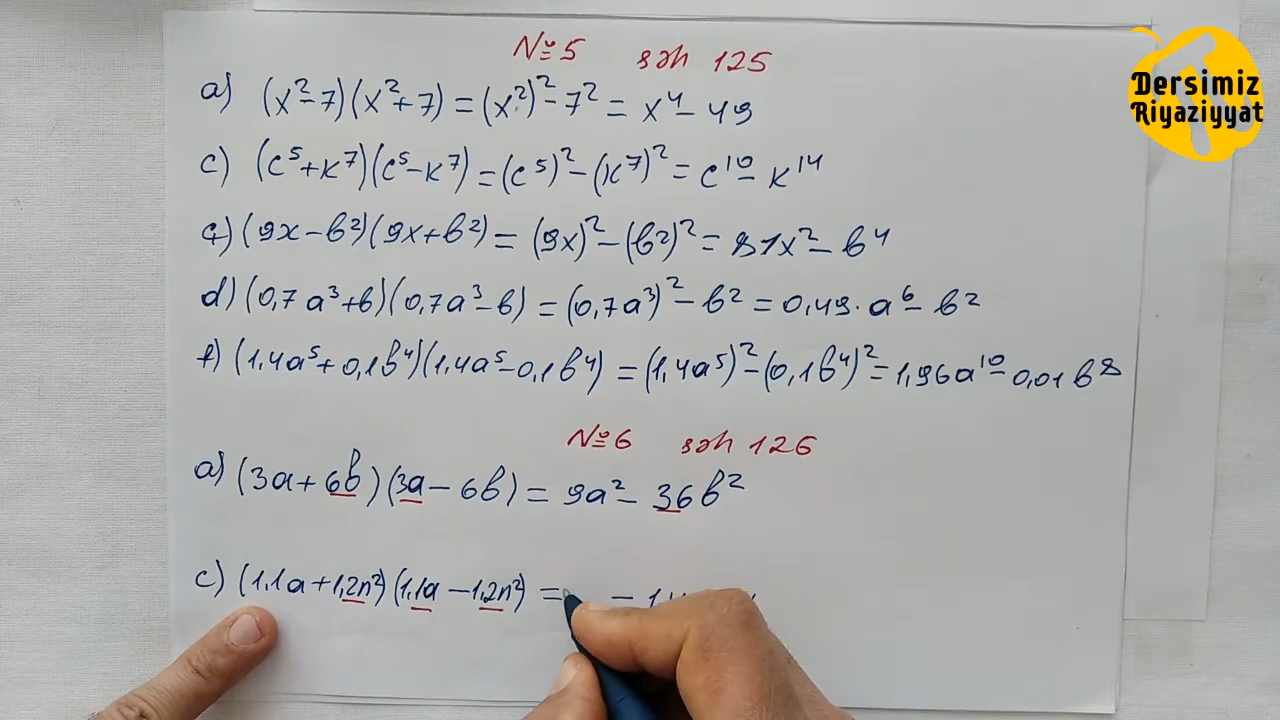 Dersimiz
Riyaziyyat
№5 səh 125
a) (x²-7)(x²+7) = (x²)² - 7² = x⁴ - 49
c) (c⁵+k⁷)(c⁵-k⁷) = (c⁵)² - (k⁷)² = c¹⁰ - k¹⁴
ç) (9x-b²)(9x+b²) = (9x)² - (b²)² = 81x² - b⁴
d) (0,7a³+b)(0,7a³-b) = (0,7a³)² - b² = 0,49·a⁶ - b²
f) (1,4a⁵+0,1b⁴)(1,4a⁵-0,1b⁴) = (1,4a⁵)² - (0,1b⁴)² = 1,96a¹⁰ - 0,01b⁸
№6 səh 126
a) (3a+6b)(3a-6b) = 9a² - 36b²
c) (1,1a+1,2n²)(1,1a-1,2n²) =